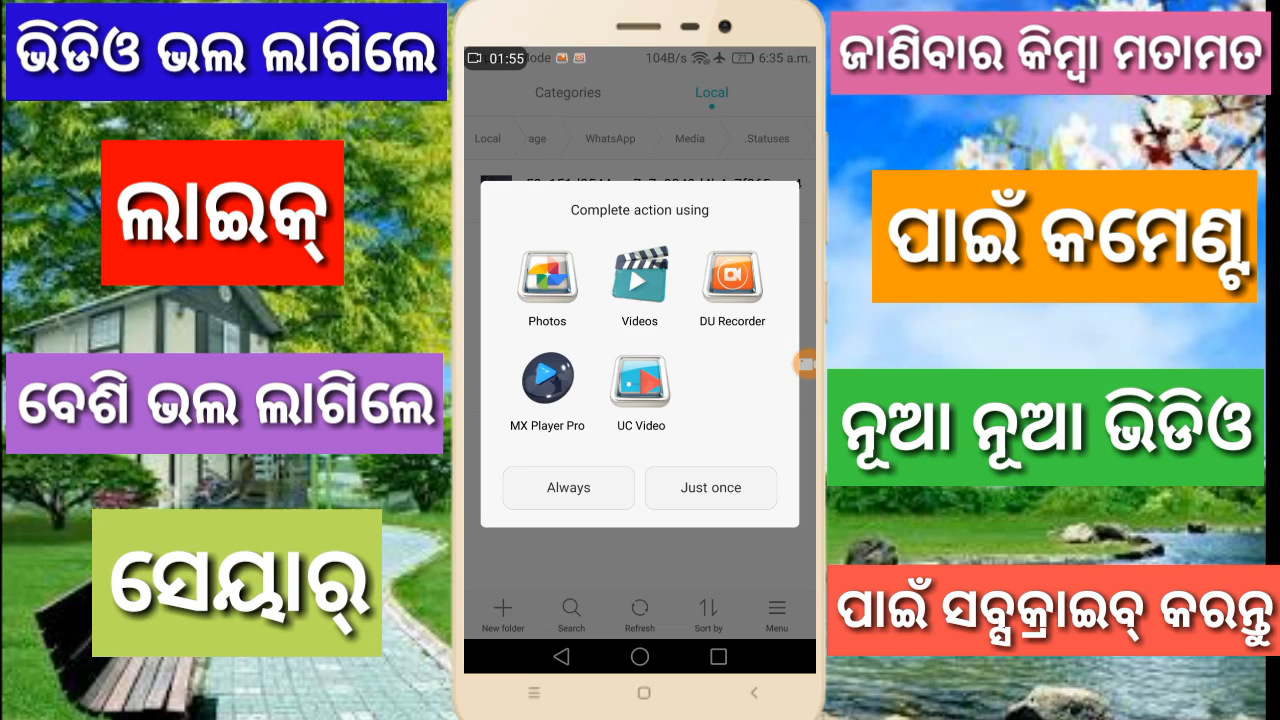 ଭିଡିଓ ଭଲ ଲାଗିଲେ
ଲାଇକ୍
ବେଶି ଭଲ ଲାଗିଲେ
ସେୟାର୍
01:55
104B/s 71 6:35 a.m.
Categories Local
Local age WhatsApp Media .Statuses
Complete action using
Photos Videos DU Recorder
MX Player Pro UC Video
Always Just once
New folder Search Refresh Sort by Menu
ଜାଣିବାର କିମ୍ବା ମତାମତ
ପାଇଁ କମେଣ୍ଟ
ନୂଆ ନୂଆ ଭିଡିଓ
ପାଇଁ ସବ୍ସକ୍ରାଇବ୍ କରନ୍ତୁ